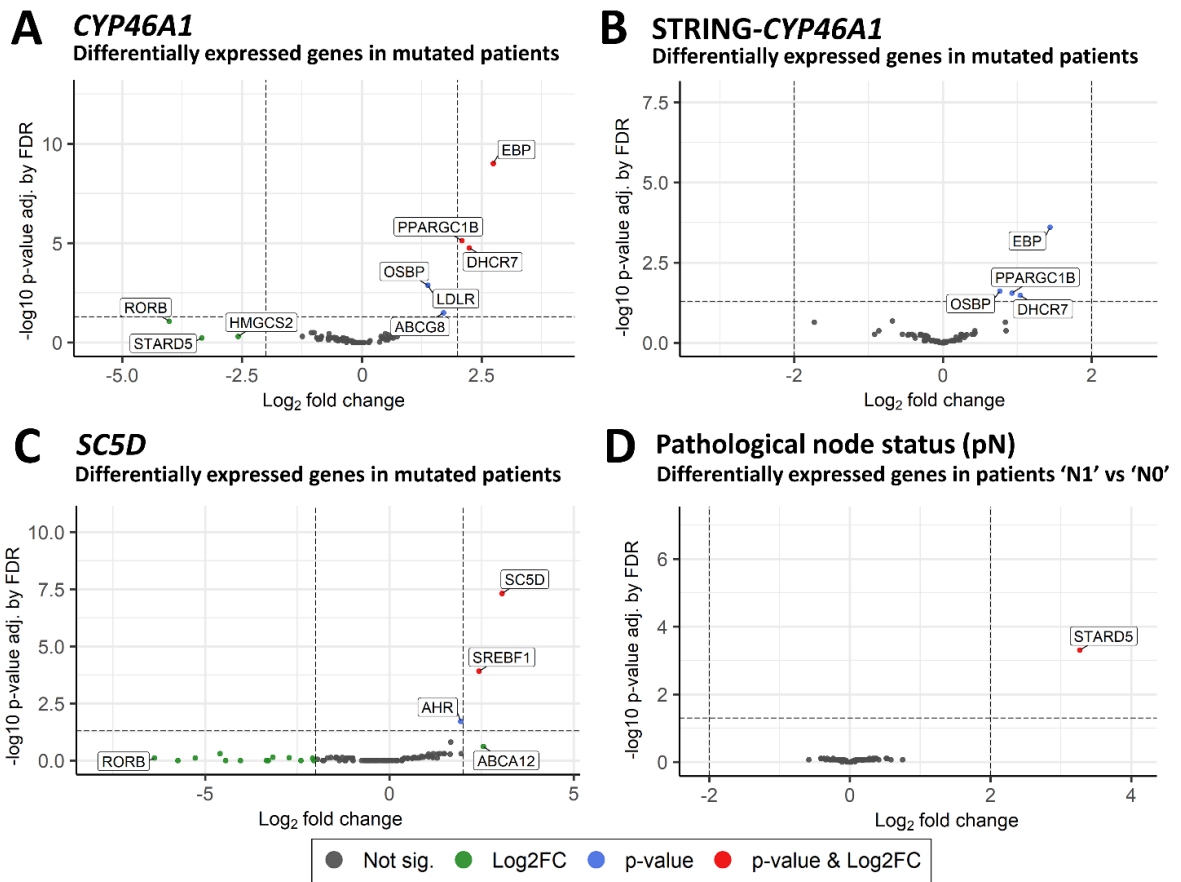 A CYP46A1
Differentially expressed genes in mutated patients
-log10 p-value adj. by FDR
10
5
0
EBP
PPARGC1B
DHCR7
OSBP
LDLR
ABCG8
RORB
STARD5
HMGCS2
-5.0 -2.5 0 2.5
Log2 fold change
B STRING-CYP46A1
Differentially expressed genes in mutated patients
-log10 p-value adj. by FDR
7.5
5.0
2.5
0.0
EBP
PPARGC1B
OSBP
DHCR7
-2 0 2
Log2 fold change
C SC5D
Differentially expressed genes in mutated patients
-log10 p-value adj. by FDR
10.0
7.5
5.0
2.5
0.0
SC5D
SREBF1
AHR
RORB
ABCA12
-5 0 5
Log2 fold change
D Pathological node status (pN)
Differentially expressed genes in patients ‘N1’ vs ‘N0’
-log10 p-value adj. by FDR
6
4
2
0
STARD5
-2 0 2 4
Log2 fold change
Not sig. Log2FC p-value p-value & Log2FC